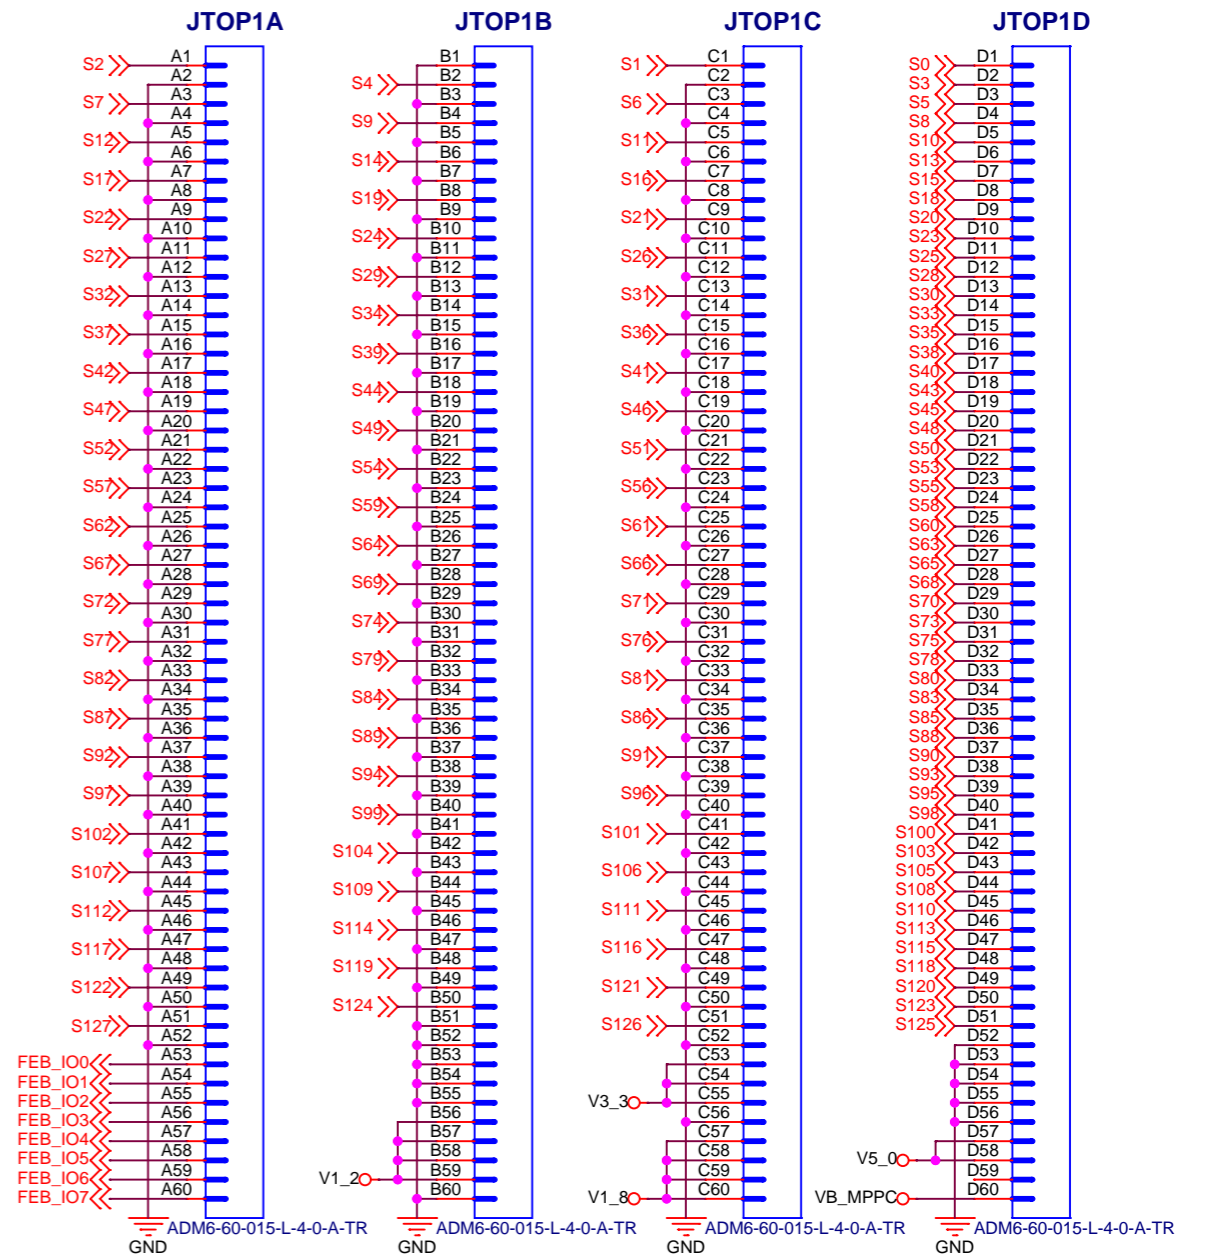 JTOP1A
S2 A1
A2
S7 A3
A4
S12 A5
A6
S17 A7
A8
S22 A9
A10
S27 A11
A12
S32 A13
A14
S37 A15
A16
S42 A17
A18
S47 A19
A20
S52 A21
A22
S57 A23
A24
S62 A25
A26
S67 A27
A28
S72 A29
A30
S77 A31
A32
S82 A33
A34
S87 A35
A36
S92 A37
A38
S97 A39
A40
S102 A41
A42
S107 A43
A44
S112 A45
A46
S117 A47
A48
S122 A49
A50
S127 A51
A52
FEB_IO0 A53
FEB_IO1 A54
FEB_IO2 A55
FEB_IO3 A56
FEB_IO4 A57
FEB_IO5 A58
FEB_IO6 A59
FEB_IO7 A60
ADM6-60-015-L-4-0-A-TR
GND
JTOP1B
B1
S4 B2
B3
S9 B4
B5
S14 B6
B7
S19 B8
B9
S24 B10
B11
S29 B12
B13
S34 B14
B15
S39 B16
B17
S44 B18
B19
S49 B20
B21
S54 B22
B23
S59 B24
B25
S64 B26
B27
S69 B28
B29
S74 B30
B31
S79 B32
B33
S84 B34
B35
S89 B36
B37
S94 B38
B39
S99 B40
B41
S104 B42
B43
S109 B44
B45
S114 B46
B47
S119 B48
B49
S124 B50
B51
B52
B53
B54
B55
B56
B57
B58
V1_2 B59
B60
ADM6-60-015-L-4-0-A-TR
GND
JTOP1C
S1 C1
C2
S6 C3
C4
S11 C5
C6
S16 C7
C8
S21 C9
C10
S26 C11
C12
S31 C13
C14
S36 C15
C16
S41 C17
C18
S46 C19
C20
S51 C21
C22
S56 C23
C24
S61 C25
C26
S66 C27
C28
S71 C29
C30
S76 C31
C32
S81 C33
C34
S86 C35
C36
S91 C37
C38
S96 C39
C40
S101 C41
C42
S106 C43
C44
S111 C45
C46
S116 C47
C48
S121 C49
C50
S126 C51
C52
C53
C54
V3_3 C55
C56
C57
C58
C59
V1_8 C60
ADM6-60-015-L-4-0-A-TR
GND
JTOP1D
S0 D1
S3 D2
S5 D3
S8 D4
S10 D5
S13 D6
S15 D7
S18 D8
S20 D9
S23 D10
S25 D11
S28 D12
S30 D13
S33 D14
S35 D15
S38 D16
S40 D17
S43 D18
S45 D19
S48 D20
S50 D21
S53 D22
S55 D23
S58 D24
S60 D25
S63 D26
S65 D27
S68 D28
S70 D29
S73 D30
S75 D31
S78 D32
S80 D33
S83 D34
S85 D35
S88 D36
S90 D37
S93 D38
S95 D39
S98 D40
S100 D41
S103 D42
S105 D43
S108 D44
S110 D45
S113 D46
S115 D47
S118 D48
S120 D49
S123 D50
S125 D51
D52
D53
D54
D55
D56
D57
V5_0 D58
D59
VB_MPPC D60
ADM6-60-015-L-4-0-A-TR
GND